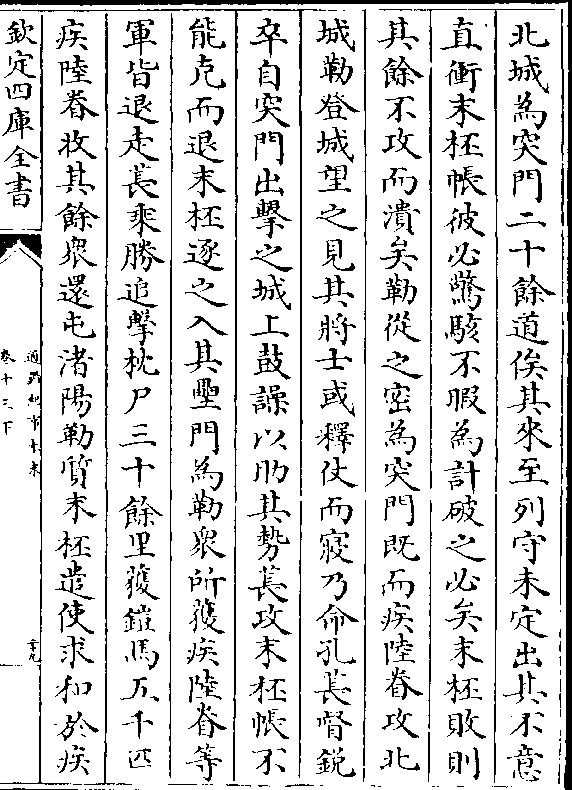 北城為突門二十餘道俟其來至列守未定出其不意
直衝末柸帳彼必驚駭不暇為計破之必矣末柸敗則
其餘不攻而潰矣勒從之密為突門既而疾陸眷攻北
城勒登城望之見其將士或釋仗而寢乃命孔萇督鋭
卒自突門出擊之城上鼓譟以助其勢萇攻末柸帳不
能克而退末柸逐之入其壘門為勒衆所獲疾陸眷等
軍皆退走萇乘勝追擊枕尸三十餘里獲鎧馬五千匹
疾陸眷收其餘衆還屯渚陽勒質末柸遣使求和於疾
欽定四庫全書
通鑑紀事本末
卷十三下